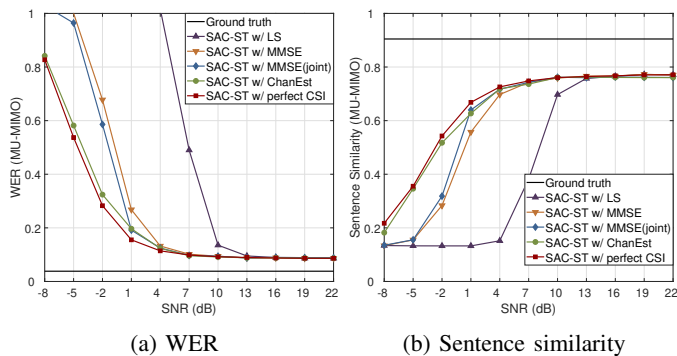 1
0.8
0.6
0.4
0.2
0
WER (MU-MIMO)
-8 -5 -2 1 4 7 10 13 16 19 22
SNR (dB)
Ground truth
SAC-ST w/ LS
SAC-ST w/ MMSE
SAC-ST w/ MMSE(joint)
SAC-ST w/ ChanEst
SAC-ST w/ perfect CSI
(a) WER
1
0.8
0.6
0.4
0.2
0
Sentence Similarity (MU-MIMO)
-8 -5 -2 1 4 7 10 13 16 19 22
SNR (dB)
Ground truth
SAC-ST w/ LS
SAC-ST w/ MMSE
SAC-ST w/ MMSE(joint)
SAC-ST w/ ChanEst
SAC-ST w/ perfect CSI
(b) Sentence similarity